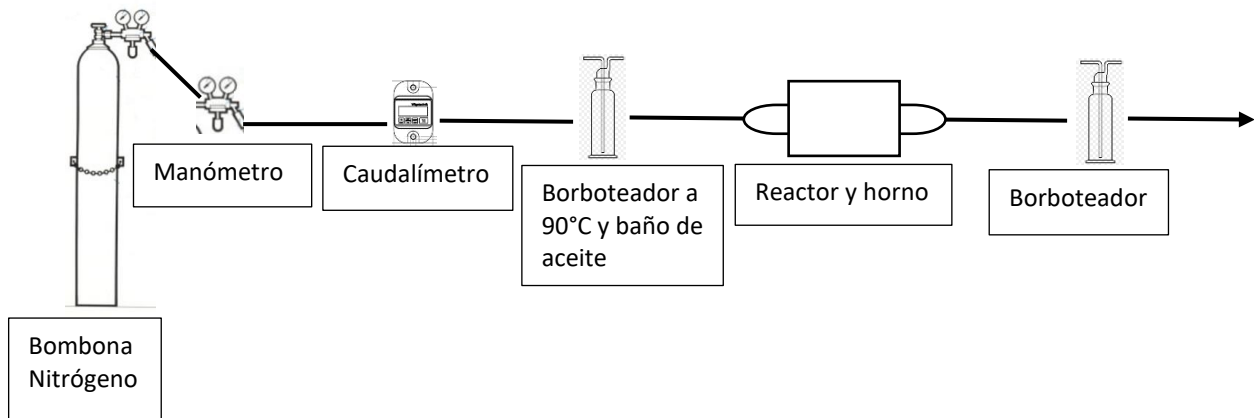 Manómetro
Caudalímetro
Borboteador a
90°C y baño de
aceite
Reactor y horno
Borboteador
Bombona
Nitrógeno